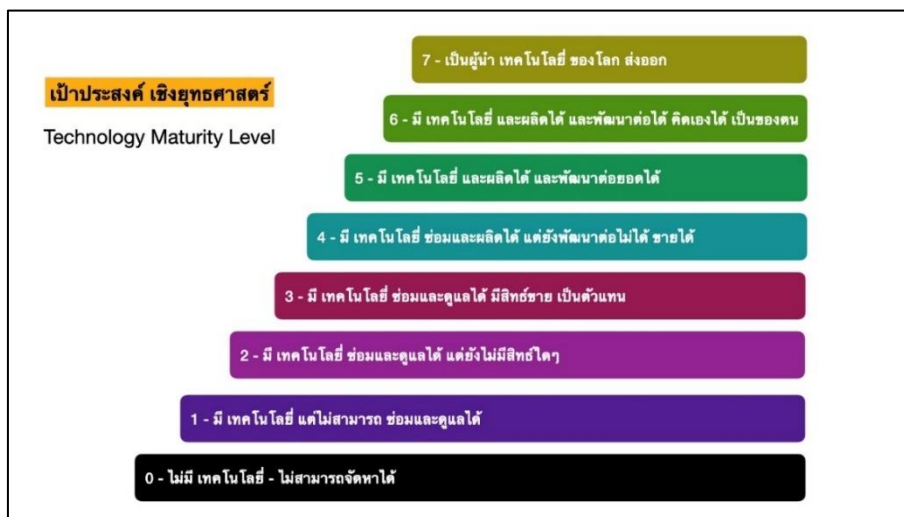 7 - เป็นผู้นำ เทคโนโลยี่ ของโลก ส่งออก
เป้าประสงค์ เชิงยุทธศาสตร์
6 - มี เทคโนโลยี่ และผลิตได้ และพัฒนาต่อได้ คิดเองได้ เป็นของตน
Technology Maturity Level
5 - มี เทคโนโลยี่ และผลิตได้ และพัฒนาต่อยอดได้
4 - มี เทคโนโลยี่ ซ่อมและผลิตได้ แต่ยังพัฒนาต่อไม่ได้ ขายได้
3 - มี เทคโนโลยี่ ซ่อมและดูแลได้ มีสิทธ์ขาย เป็นตัวแทน
2 - มี เทคโนโลยี่ ซ่อมและดูแลได้ แต่ยังไม่มีสิทธ์ใดๆ
1 - มี เทคโนโลยี่ แต่ไม่สามารถ ซ่อมและดูแลได้
0 - ไม่มี เทคโนโลยี่ - ไม่สามารถจัดหาได้